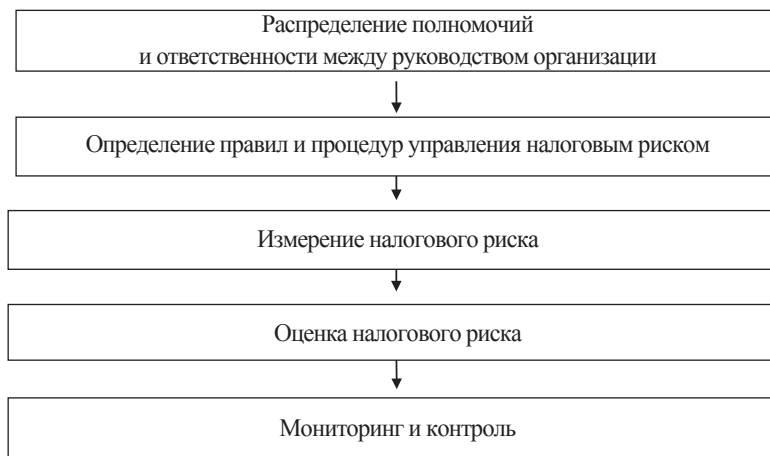 Распределение полномочий
и ответственности между руководством организации
Определение правил и процедур управления налоговым риском
Измерение налогового риска
Оценка налогового риска
Мониторинг и контроль